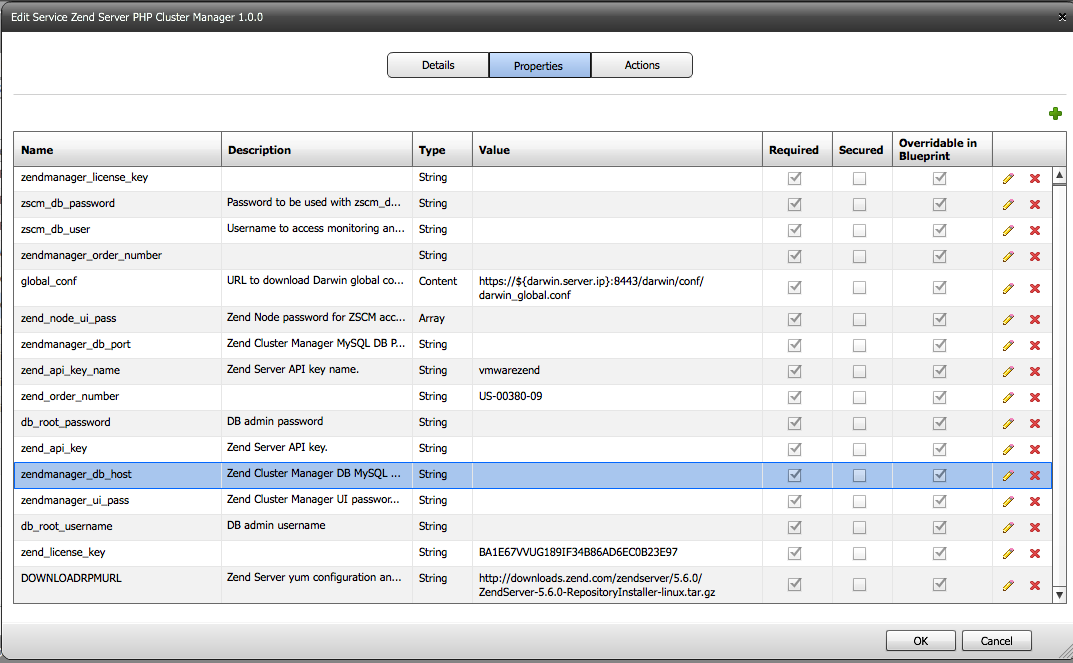 Edit Service Zend Server PHP Cluster Manager 1.0.0
Details Properties Actions
Name Description Type Value Required Secured Overridable in Blueprint
zendmanager_license_key String
zscm_db_password Password to be used with zscm_d... String
zscm_db_user Username to access monitoring an... String
zendmanager_order_number String
global_conf URL to download Darwin global co... Content https://${darwin.server.ip}:8443/darwin/conf/
darwin_global.conf
zend_node_ui_pass Zend Node password for ZSCM acc... Array
zendmanager_db_port Zend Cluster Manager MySQL DB P... String
zend_api_key_name Zend Server API key name. String vmwarezend
zend_order_number String US-00380-09
db_root_password DB admin password String
zend_api_key Zend Server API key. String
zendmanager_db_host Zend Cluster Manager DB MySQL ... String
zendmanager_ui_pass Zend Cluster Manager UI passwor... String
db_root_username DB admin username String
zend_license_key String BA1E67VVUG189IF34B86AD6EC0B23E97
DOWNLOADRPMURL Zend Server yum configuration an... String http://downloads.zend.com/zendserver/5.6.0/
ZendServer-5.6.0-RepositoryInstaller-linux.tar.gz
OK Cancel